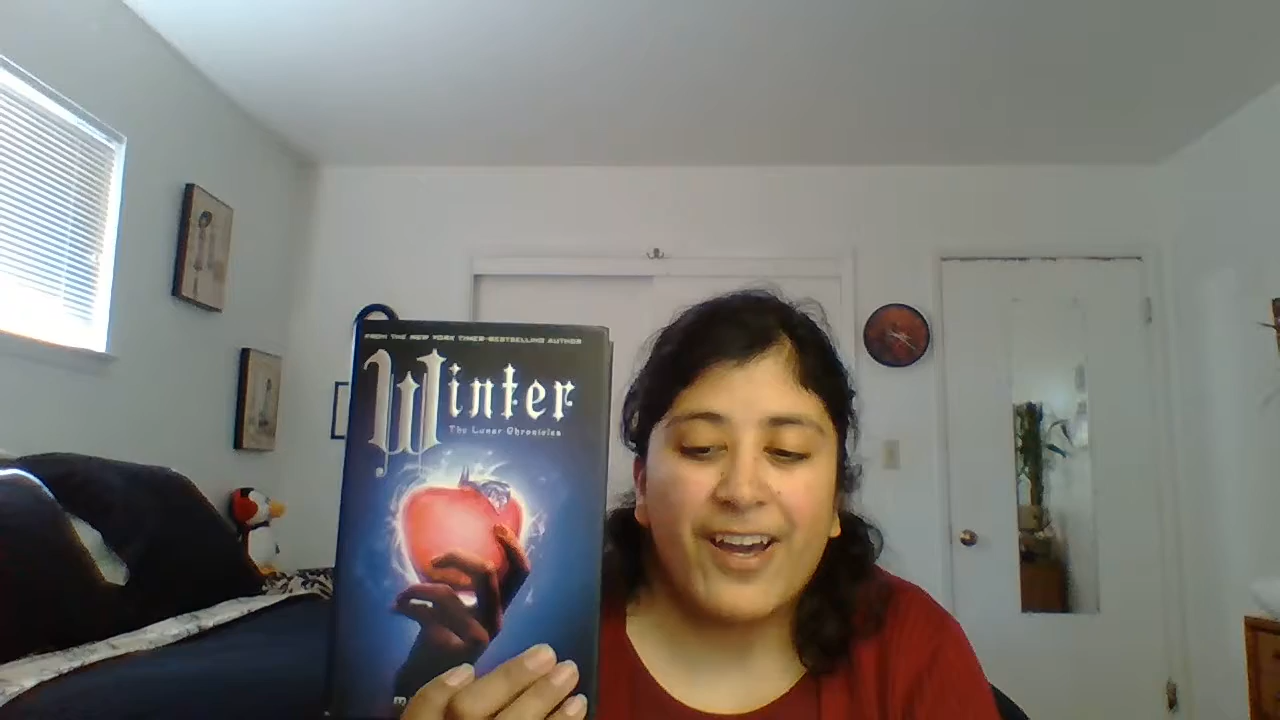 FROM THE NEW YORK TIMES-BESTSELLING AUTHOR
Winter
The Lunar Chronicles